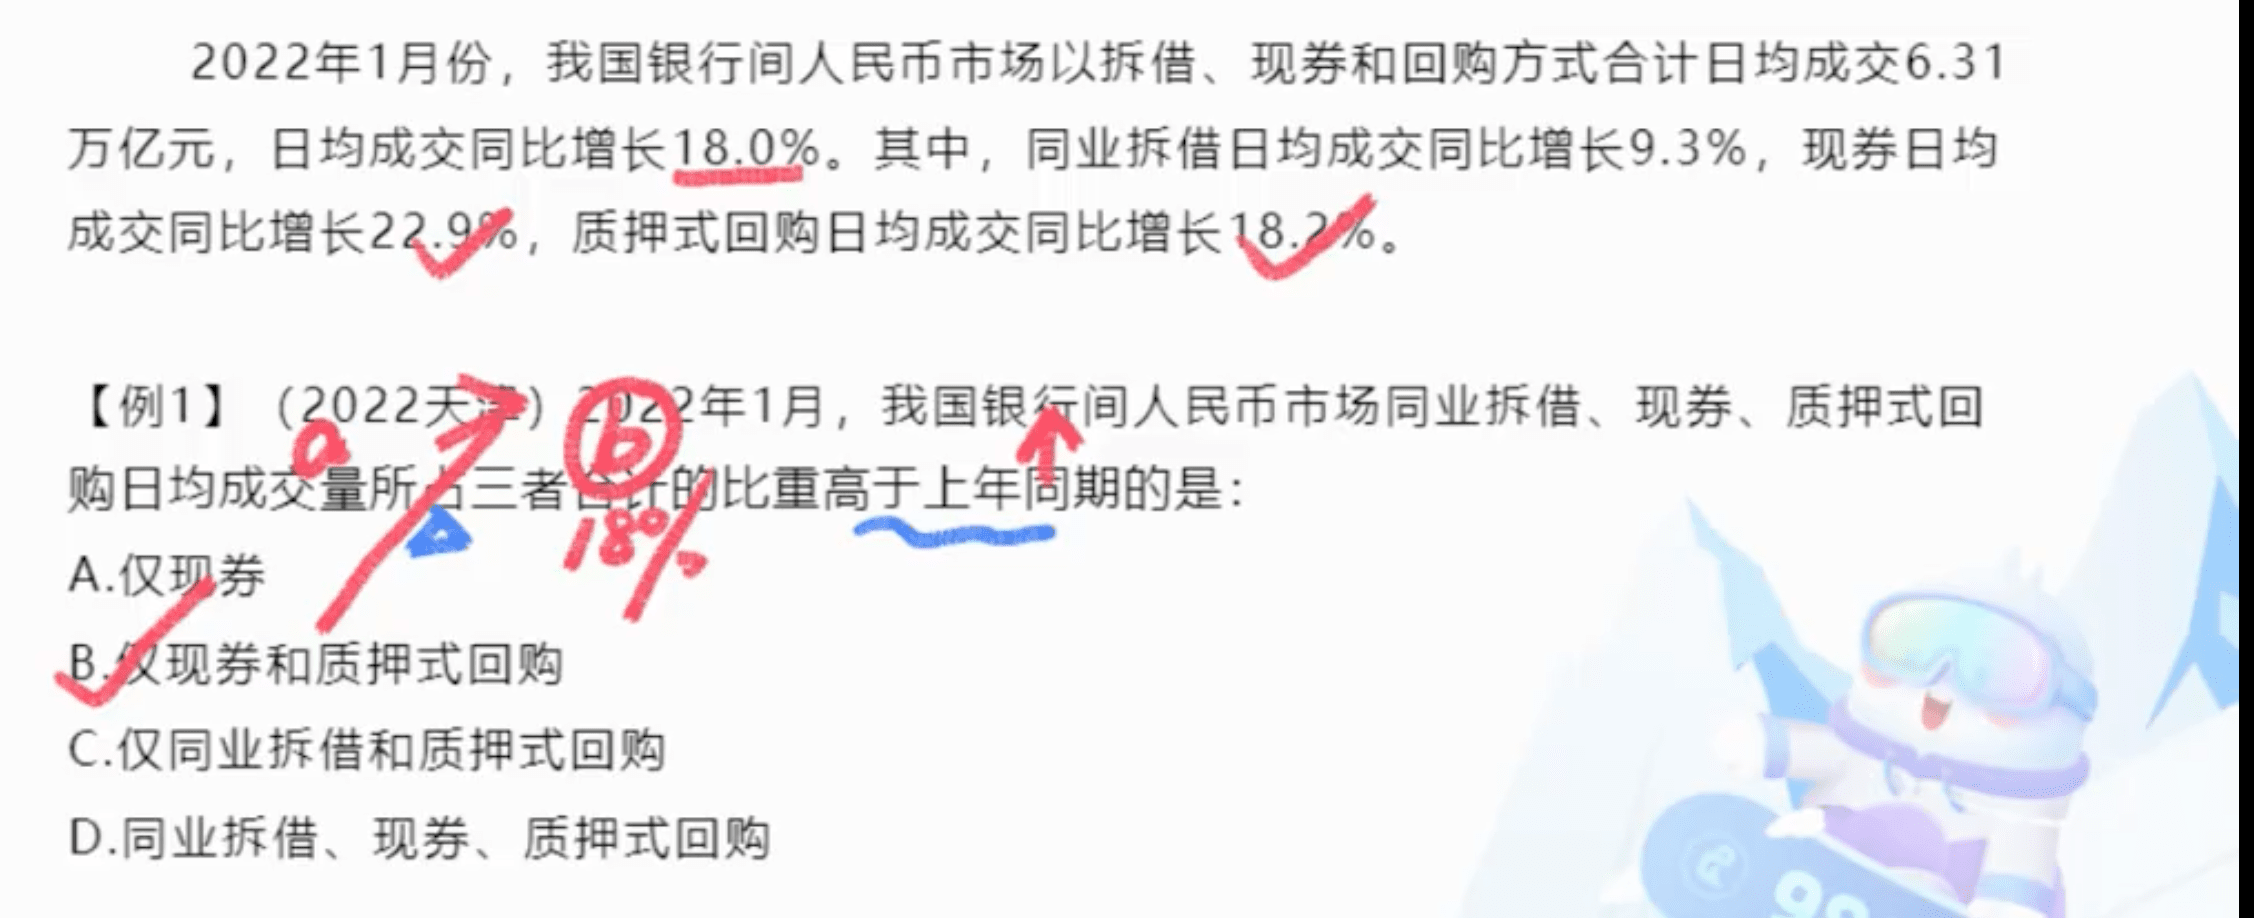 2022年1月份，我国银行间人民币市场以拆借、现券和回购方式合计日均成交6.31
万亿元，日均成交同比增长18.0%。其中，同业拆借日均成交同比增长9.3%，现券日均
成交同比增长22.9%，质押式回购日均成交同比增长18.2%。
【例1】（2022天津）2022年1月，我国银行间人民币市场同业拆借、现券、质押式回
a
b
购日均成交量所占三者合计的比重高于上年同期的是：
18%
A.仅现券
B.仅现券和质押式回购
C.仅同业拆借和质押式回购
D.同业拆借、现券、质押式回购